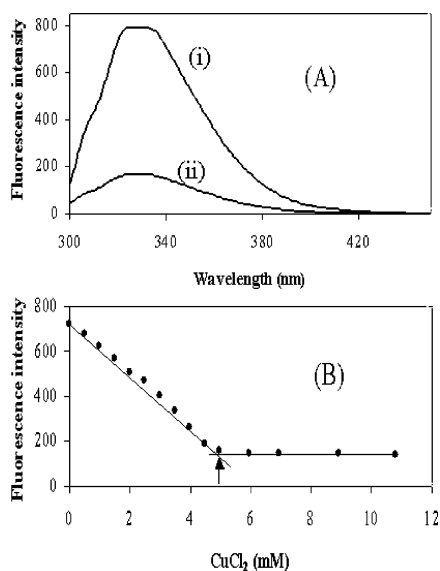 800
(i)
(A)
600
400
(ii)
200
0
300
340
380
420
Fluorescence intensity
Wavelength (nm)
800
(B)
600
400
200
0
0
2
4
6
8
10
12
Fluorescence intensity
CuCl₂ (mM)